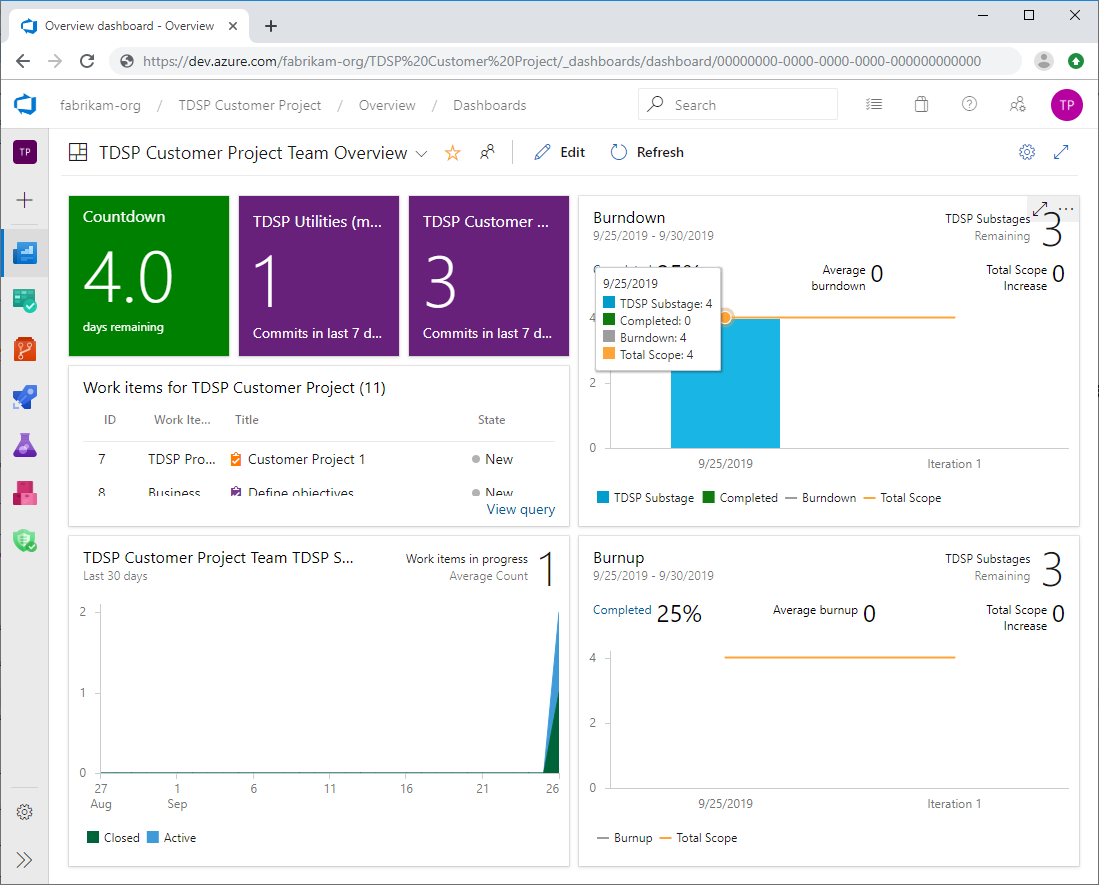 Overview dashboard - Overview
https://dev.azure.com/fabrikam-org/TDSP%20Customer%20Project/_dashboards/dashboard/00000000-0000-0000-0000-000000000000
fabrikam-org / TDSP Customer Project / Overview / Dashboards
Search
TP
TP
TDSP Customer Project Team Overview
Edit
Refresh
Countdown
4.0
days remaining
TDSP Utilities (m...
1
Commits in last 7 d...
TDSP Customer ...
3
Commits in last 7 d...
Work items for TDSP Customer Project (11)
ID Work Ite... Title State
7 TDSP Pro... Customer Project 1 New
8 Business Define objectives New
View query
Burndown
9/25/2019 - 9/30/2019
TDSP Substages
Remaining
3
Average
burndown
0
Total Scope
Increase
0
9/25/2019
TDSP Substage: 4
Completed: 0
Burndown: 4
Total Scope: 4
4
2
0
9/25/2019 Iteration 1
TDSP Substage Completed Burndown Total Scope
TDSP Customer Project Team TDSP S...
Last 30 days
Work items in progress
Average Count
1
2
1
0
27 1 6 11 16 21 26
Aug Sep
Closed Active
Burnup
9/25/2019 - 9/30/2019
TDSP Substages
Remaining
3
Completed 25%
Average burnup 0
Total Scope
Increase
0
4
2
0
9/25/2019 Iteration 1
Burnup Total Scope